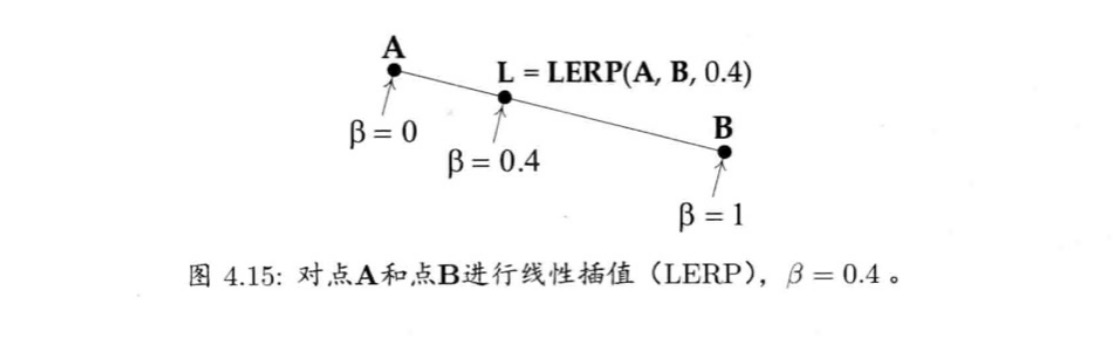 A
L = LERP(A, B, 0.4)
B
β = 0
β = 0.4
β = 1
图 4.15: 对点A和点B进行线性插值（LERP），β = 0.4 。